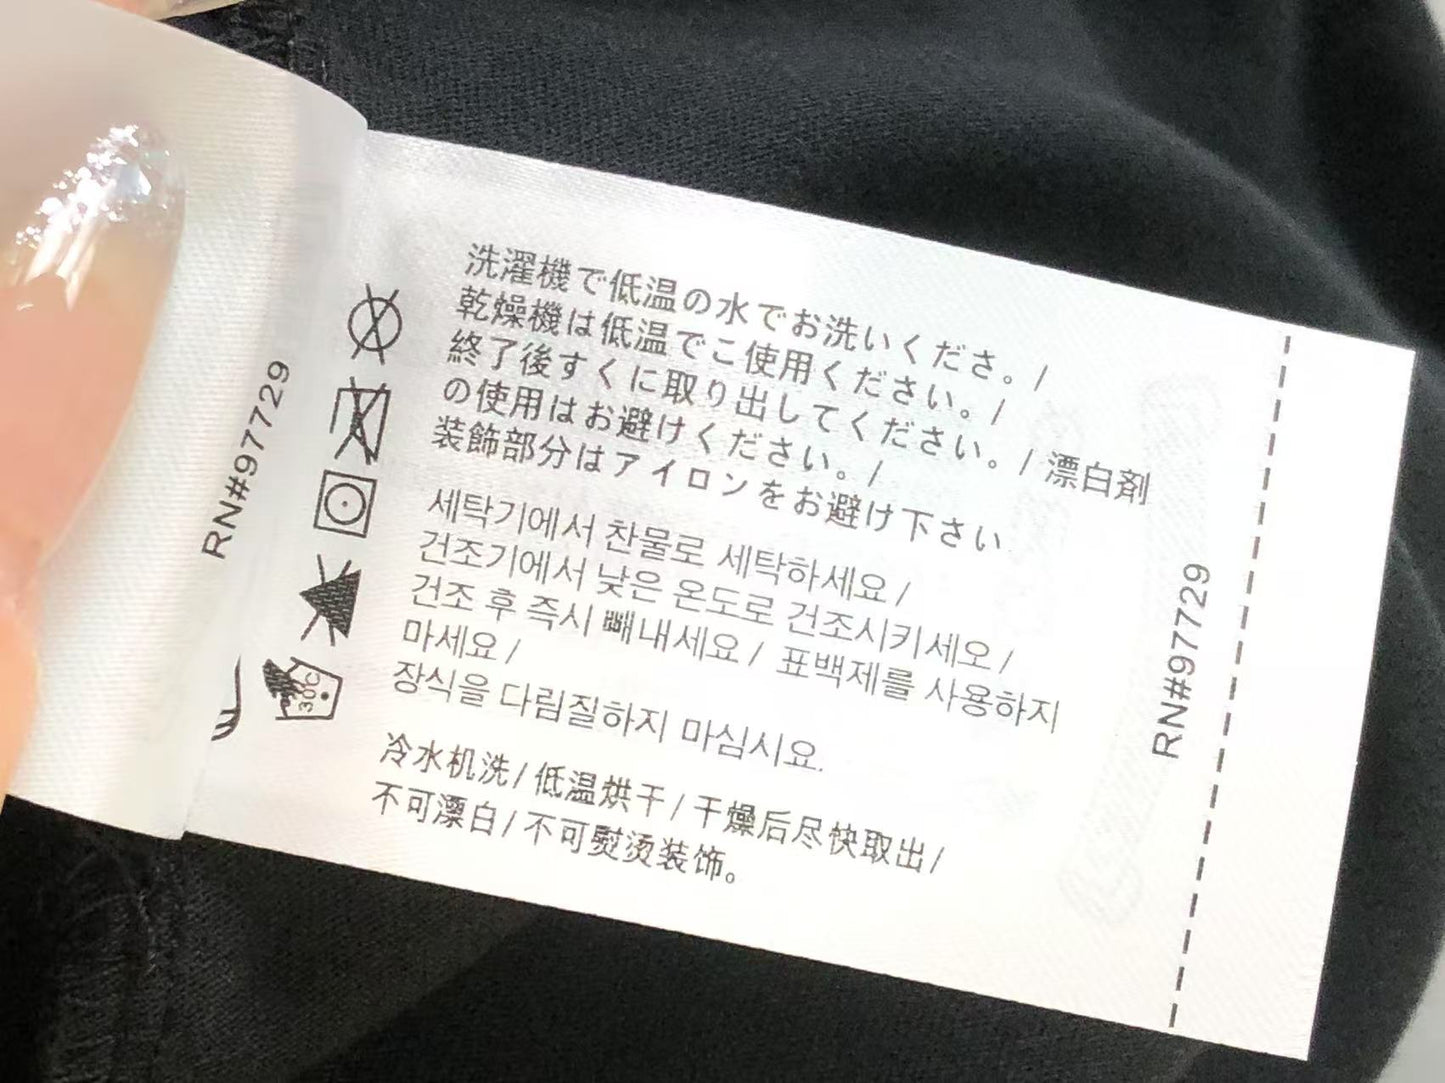 洗濯機で低温の水でお洗いくださ。/
乾燥機は低温でこ使用ください。/
終了後すくに取り出してください。/ 漂白剤
の使用はお避けください。/
装飾部分はアイロンをお避け下さい
세탁기에서 찬물로 세탁하세요 /
건조기에서 낮은 온도로 건조시키세오 /
건조 후 즉시 빼내세요 / 표백제를 사용하지
마세요 /
장식을 다림질하지 마십시요.
冷水机洗/ 低温烘干/ 干燥后尽快取出/
不可漂白/ 不可熨烫装饰。
30C
RN#97729
RN#97729